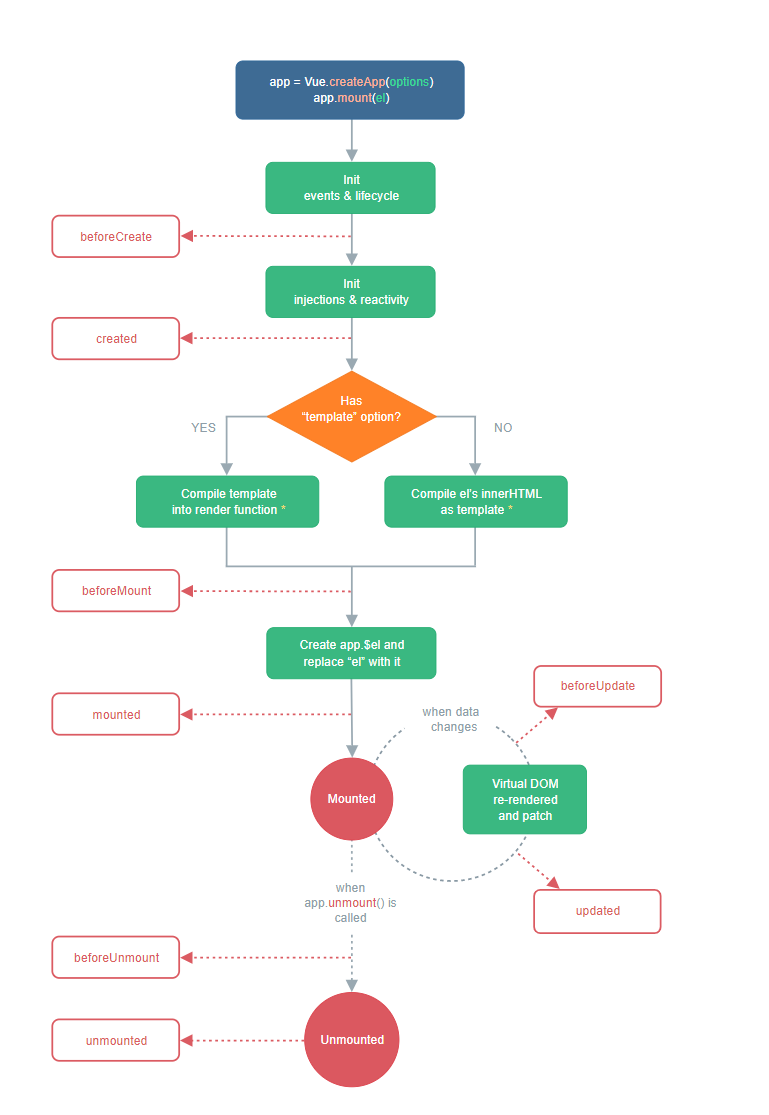 app = Vue.createApp(options)
app.mount(el)
Init
events & lifecycle
beforeCreate
Init
injections & reactivity
created
Has
“template” option?
YES
NO
Compile template
into render function *
Compile el's innerHTML
as template *
beforeMount
Create app.$el and
replace “el” with it
beforeUpdate
mounted
when data
changes
Mounted
Virtual DOM
re-rendered
and patch
when
app.unmount() is
called
updated
beforeUnmount
unmounted
Unmounted